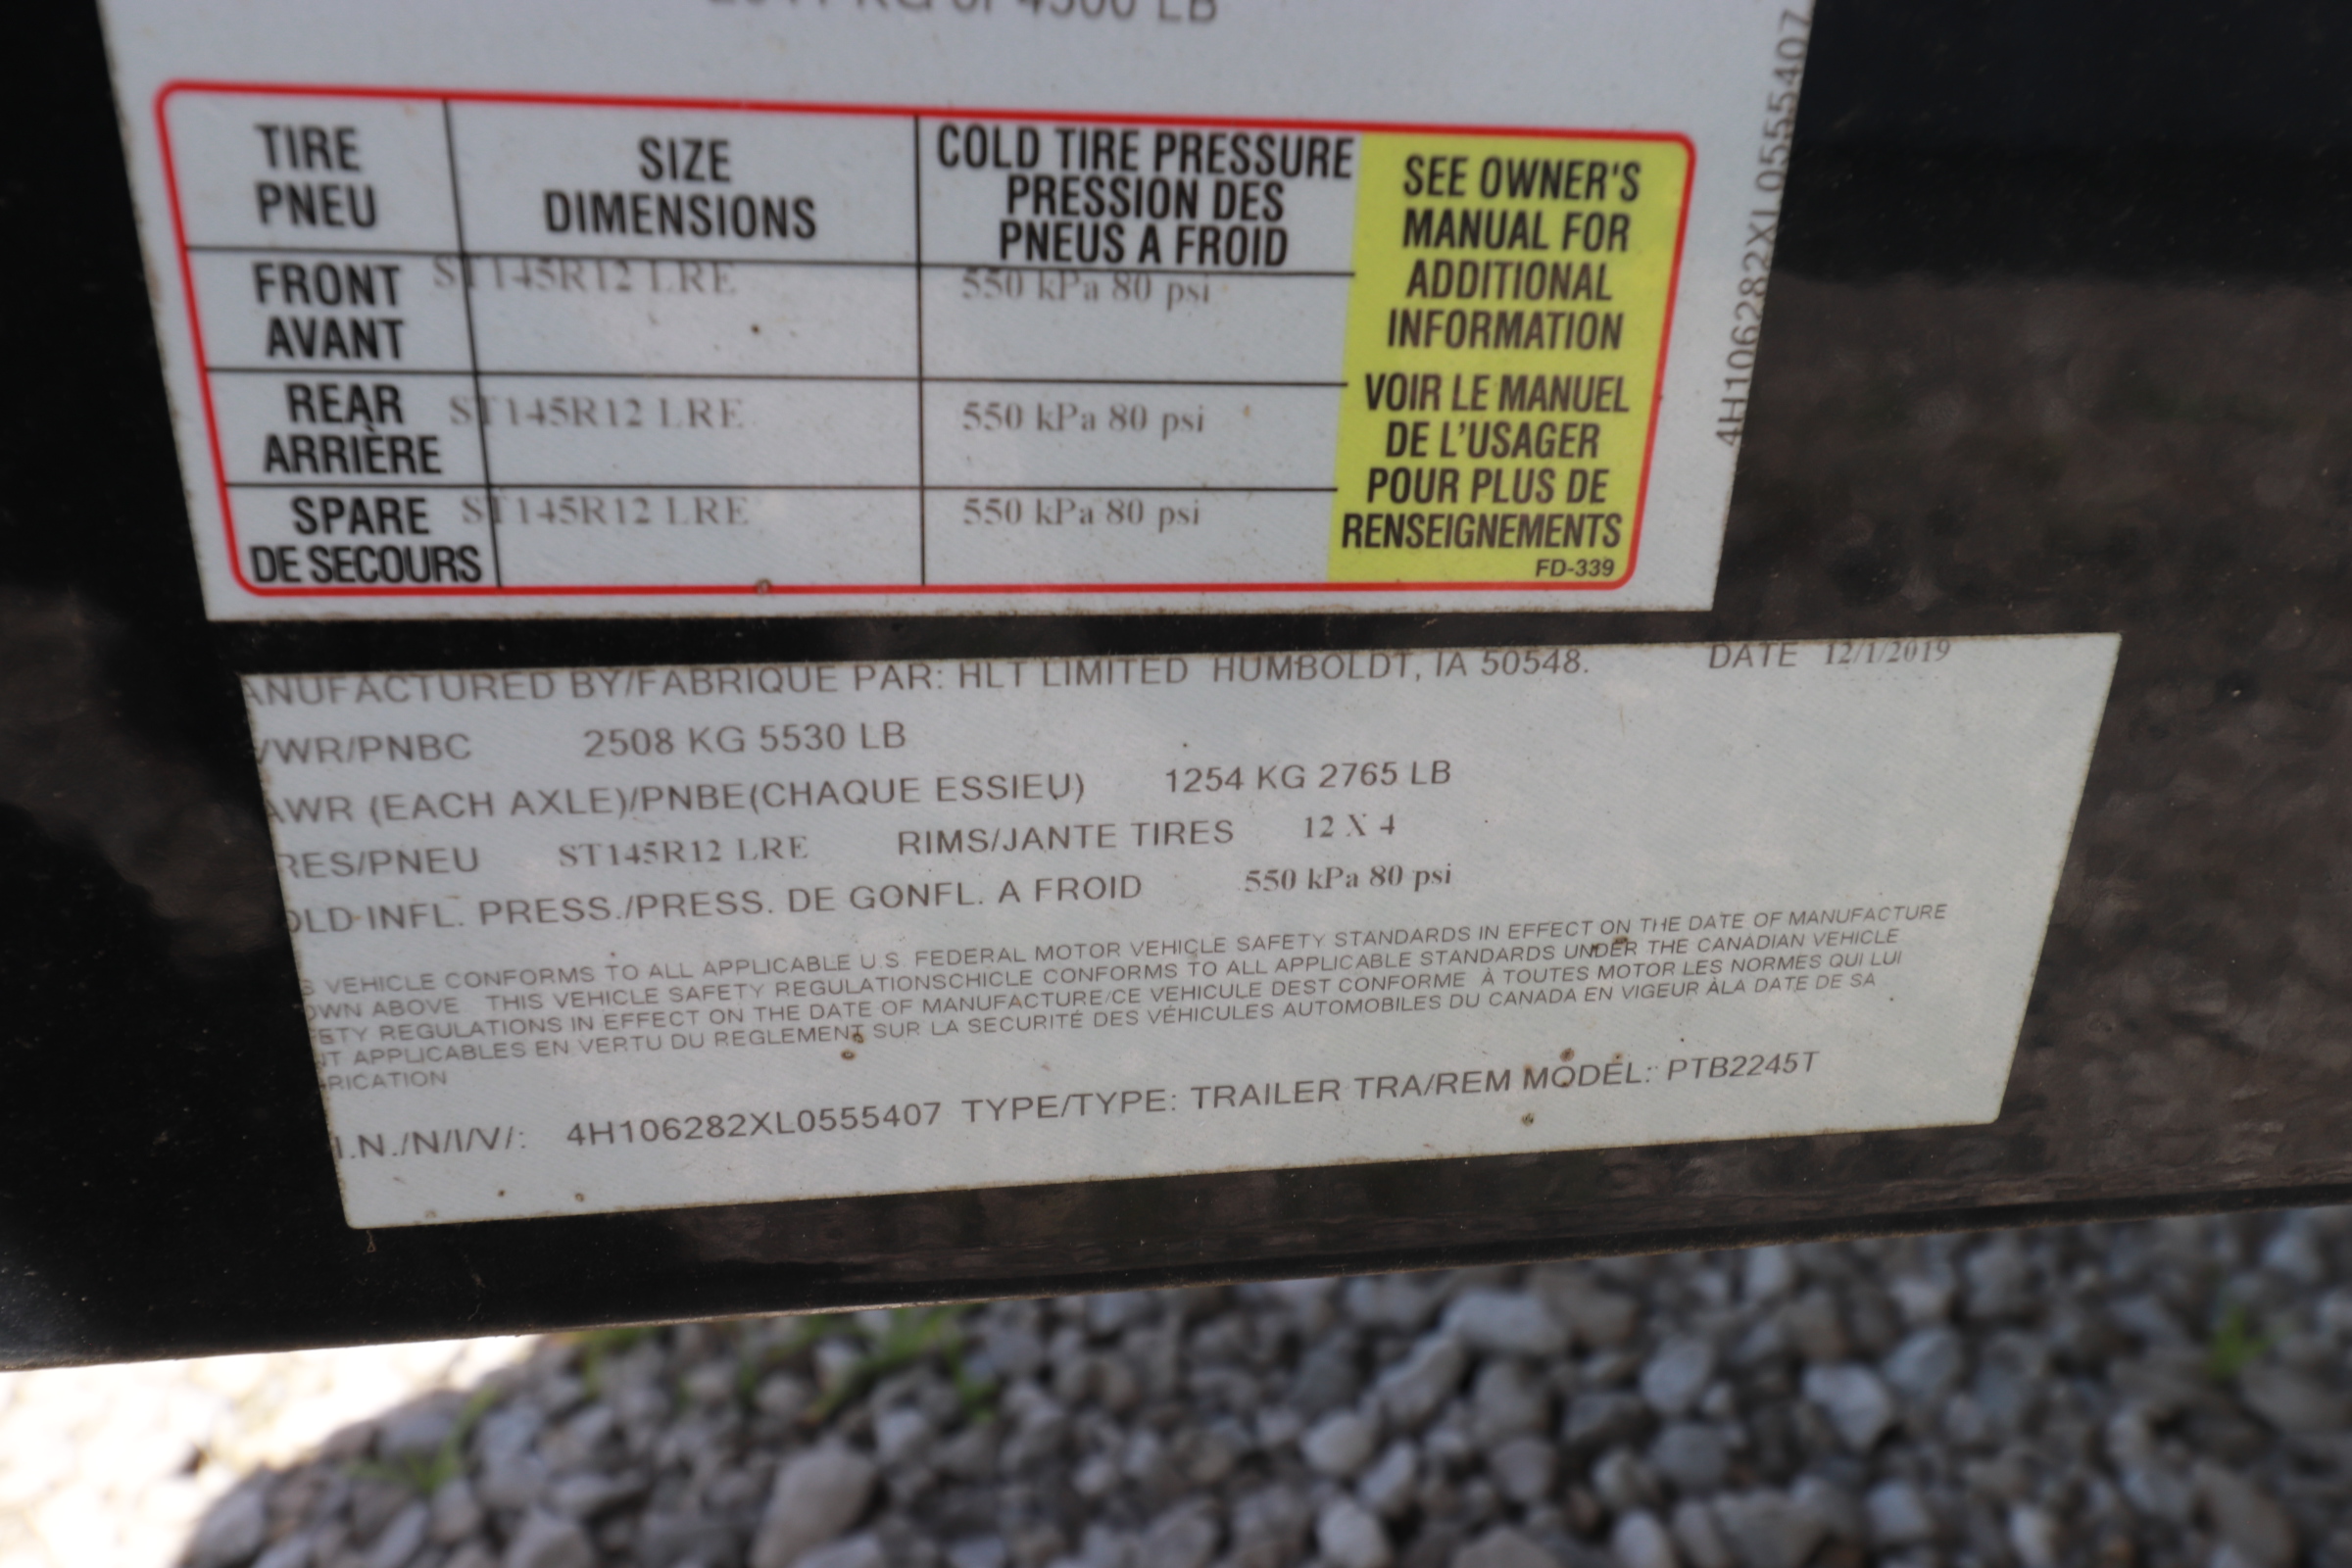 KG or 4500 LB
TIRE
PNEU
SIZE
DIMENSIONS
COLD TIRE PRESSURE
PRESSION DES
PNEUS A FROID
SEE OWNER'S
MANUAL FOR
ADDITIONAL
INFORMATION
VOIR LE MANUEL
DE L'USAGER
POUR PLUS DE
RENSEIGNEMENTS
FD-339
FRONT
AVANT
ST145R12 LRE
550 kPa 80 psi
REAR
ARRIÈRE
ST145R12 LRE
550 kPa 80 psi
SPARE
DE SECOURS
ST145R12 LRE
550 kPa 80 psi
4H106282XL0555407
ANUFACTURED BY/FABRIQUE PAR: HLT LIMITED HUMBOLDT, IA 50548. DATE 12/1/2019
VWR/PNBC 2508 KG 5530 LB
AWR (EACH AXLE)/PNBE(CHAQUE ESSIEU) 1254 KG 2765 LB
RES/PNEU ST145R12 LRE RIMS/JANTE TIRES 12 X 4
OLD INFL. PRESS./PRESS. DE GONFL. A FROID 550 kPa 80 psi
S VEHICLE CONFORMS TO ALL APPLICABLE U.S. FEDERAL MOTOR VEHICLE SAFETY STANDARDS IN EFFECT ON THE DATE OF MANUFACTURE
OWN ABOVE THIS VEHICLE SAFETY REGULATIONSCHICLE CONFORMS TO ALL APPLICABLE STANDARDS UNDER THE CANADIAN VEHICLE
ETY REGULATIONS IN EFFECT ON THE DATE OF MANUFACTURE/CE VEHICULE DEST CONFORME À TOUTES MOTOR LES NORMES QUI LUI
NT APPLICABLES EN VERTU DU REGLEMENT SUR LA SECURITÉ DES VÉHICULES AUTOMOBILES DU CANADA EN VIGEUR ÀLA DATE DE SA
RICATION
I.N./N/I/V/: 4H106282XL0555407 TYPE/TYPE: TRAILER TRA/REM MODEL: PTB2245T